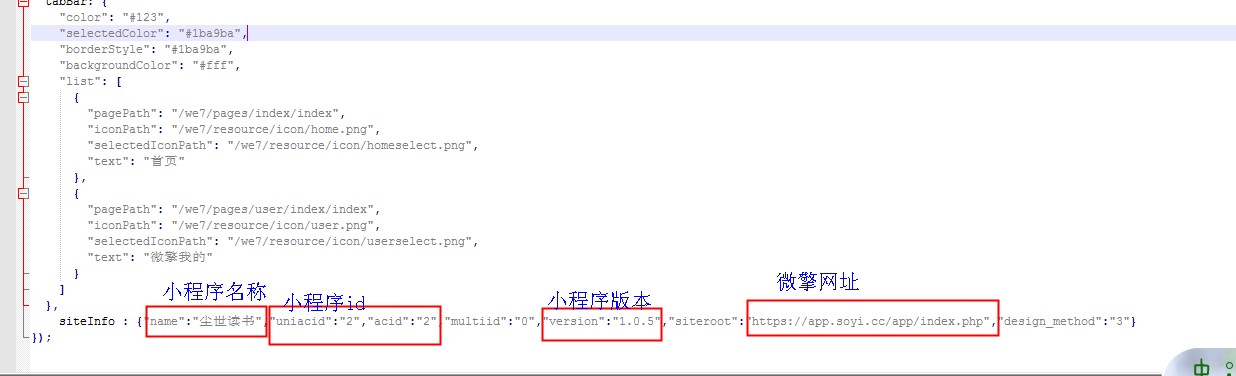 tabBar: {
"color": "#123",
"selectedColor": "#1ba9ba",
"borderStyle": "#1ba9ba",
"backgroundColor": "#fff",
"list": [
{
"pagePath": "/we7/pages/index/index",
"iconPath": "/we7/resource/icon/home.png",
"selectedIconPath": "/we7/resource/icon/homeselect.png",
"text": "首页"
},
{
"pagePath": "/we7/pages/user/index/index",
"iconPath": "/we7/resource/icon/user.png",
"selectedIconPath": "/we7/resource/icon/userselect.png",
"text": "微擎我的"
}
]
},
小程序名称 小程序id 小程序版本 微擎网址
siteInfo : {"name":"尘世读书","uniacid":"2","acid":"2","multiid":"0","version":"1.0.5","siteroot":"https://app.soyi.cc/app/index.php","design_method":"3"}
});
中